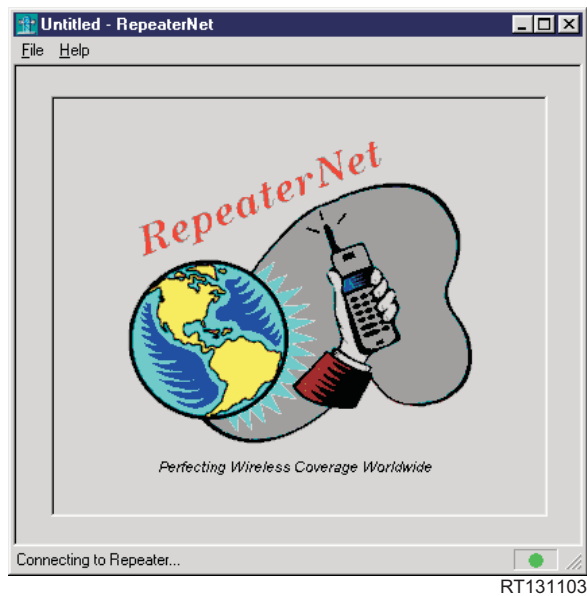 Untitled - RepeaterNet
File Help
RepeaterNet
Perfecting Wireless Coverage Worldwide
Connecting to Repeater...
RT131103